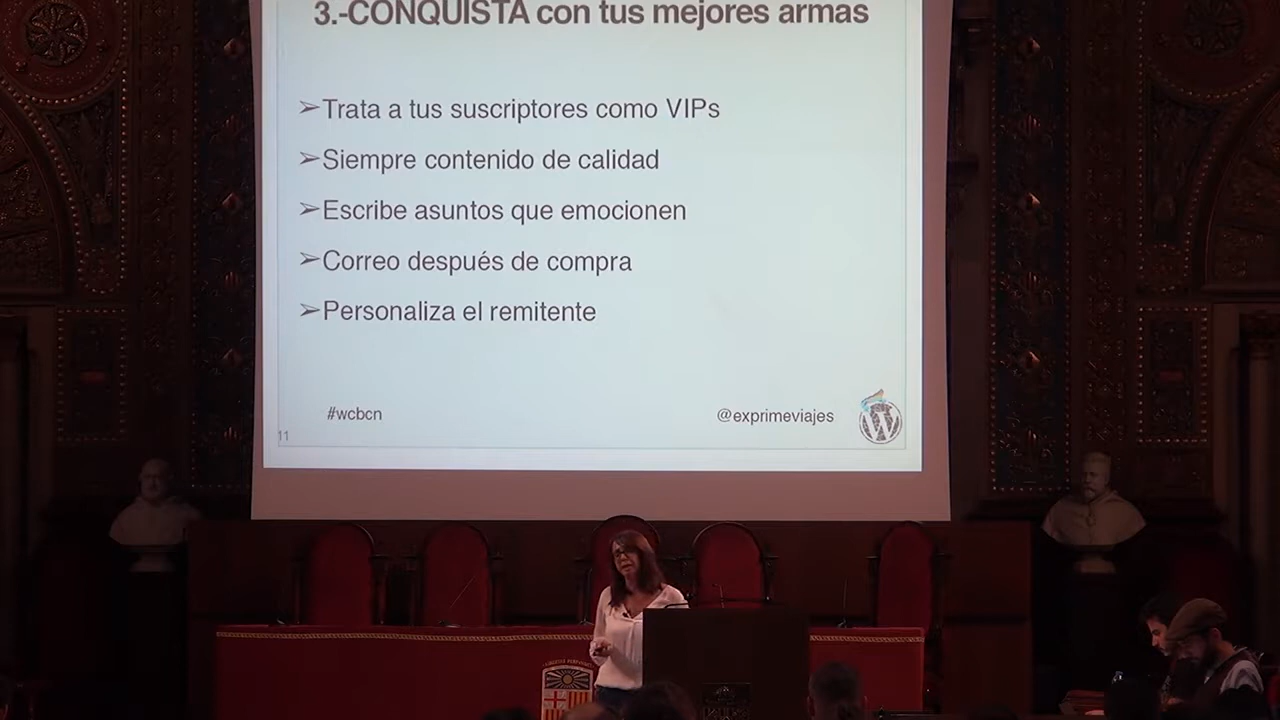 3.-CONQUISTA con tus mejores armas
➢Trata a tus suscriptores como VIPs
➢Siempre contenido de calidad
➢Escribe asuntos que emocionen
➢Correo después de compra
➢Personaliza el remitente
#wcbcn
@exprimeviajes
11